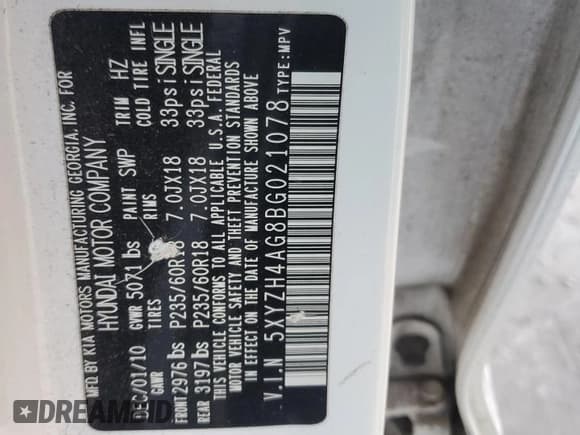 MFD.BY KIA MOTORS MANUFACTURING GEORGIA, INC. FOR
HYUNDAI MOTOR COMPANY
DEC/01/10 GVWR 5071 lbs PAINT SWP TRIM HZ
GAWR TIRES RIMS COLD TIRE INFL
FRONT 2976 lbs P235/60R18 7.0JX18 33psi SINGLE
REAR 3197 lbs P235/60R18 7.0JX18 33psi SINGLE
THIS VEHICLE CONFORMS TO ALL APPLICABLE U.S.A. FEDERAL
MOTOR VEHICLE SAFETY AND THEFT PREVENTION STANDARDS
IN EFFECT ON THE DATE OF MANUFACTURE SHOWN ABOVE
V.I.N 5XYZH4AG8BG021078 TYPE:MPV
DREAMEID